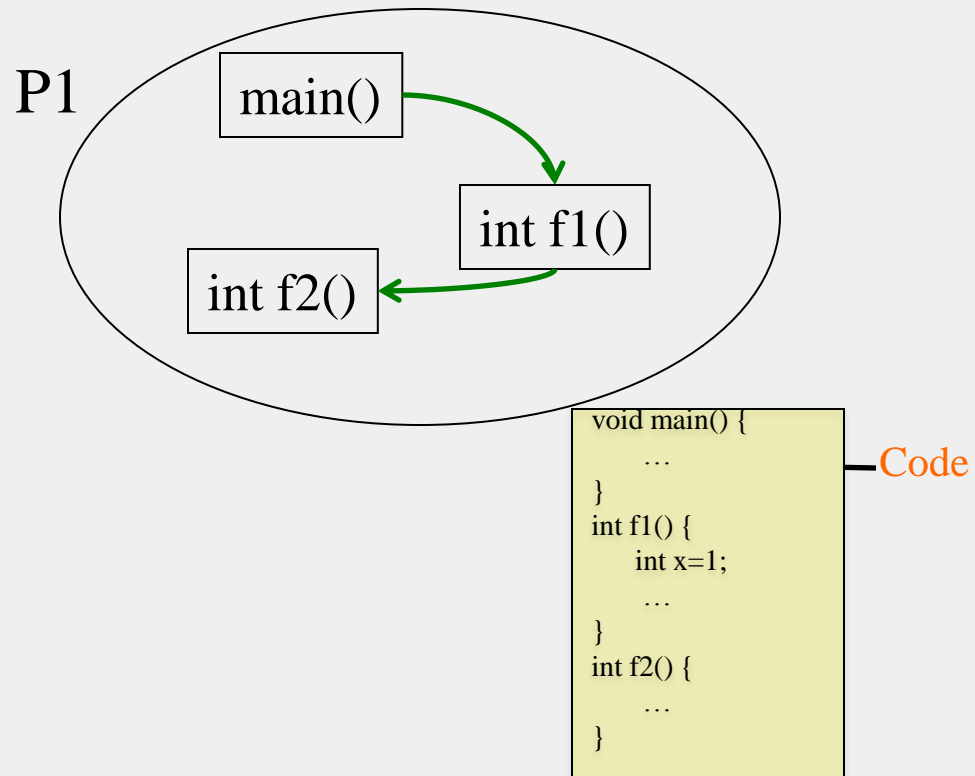 P1
main()
int f1()
int f2()
void main() {
…
}
int f1() {
int x=1;
…
}
int f2() {
…
}
Code